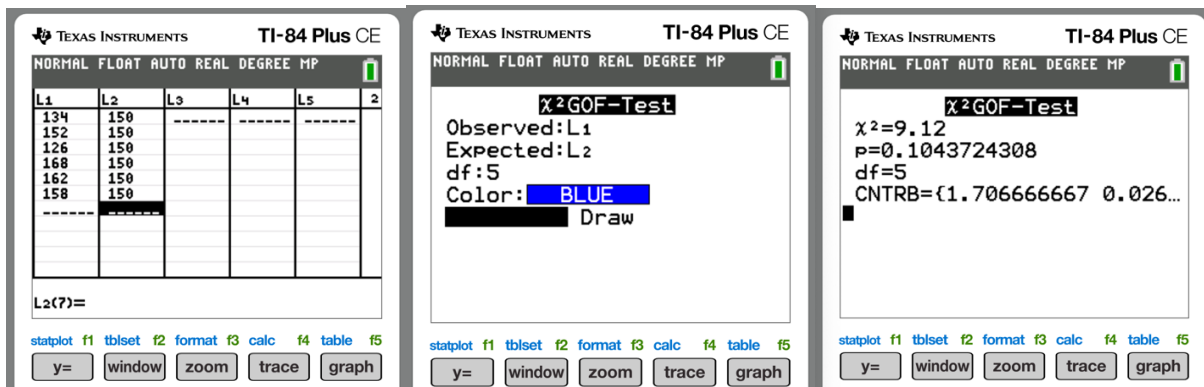 TEXAS INSTRUMENTS TI-84 Plus CE
NORMAL FLOAT AUTO REAL DEGREE MP
L1 L2 L3 L4 L5 2
134 150 ------ ------ ------
152 150
126 150
168 150
162 150
158 150
------ ------
L2(7)=
statplot f1 tblset f2 format f3 calc f4 table f5
y= window zoom trace graph
TEXAS INSTRUMENTS TI-84 Plus CE
NORMAL FLOAT AUTO REAL DEGREE MP
χ²GOF-Test
Observed:L1
Expected:L2
df:5
Color: BLUE
Draw
statplot f1 tblset f2 format f3 calc f4 table f5
y= window zoom trace graph
TEXAS INSTRUMENTS TI-84 Plus CE
NORMAL FLOAT AUTO REAL DEGREE MP
χ²GOF-Test
χ²=9.12
p=0.1043724308
df=5
CNTRB={1.706666667 0.026…
statplot f1 tblset f2 format f3 calc f4 table f5
y= window zoom trace graph